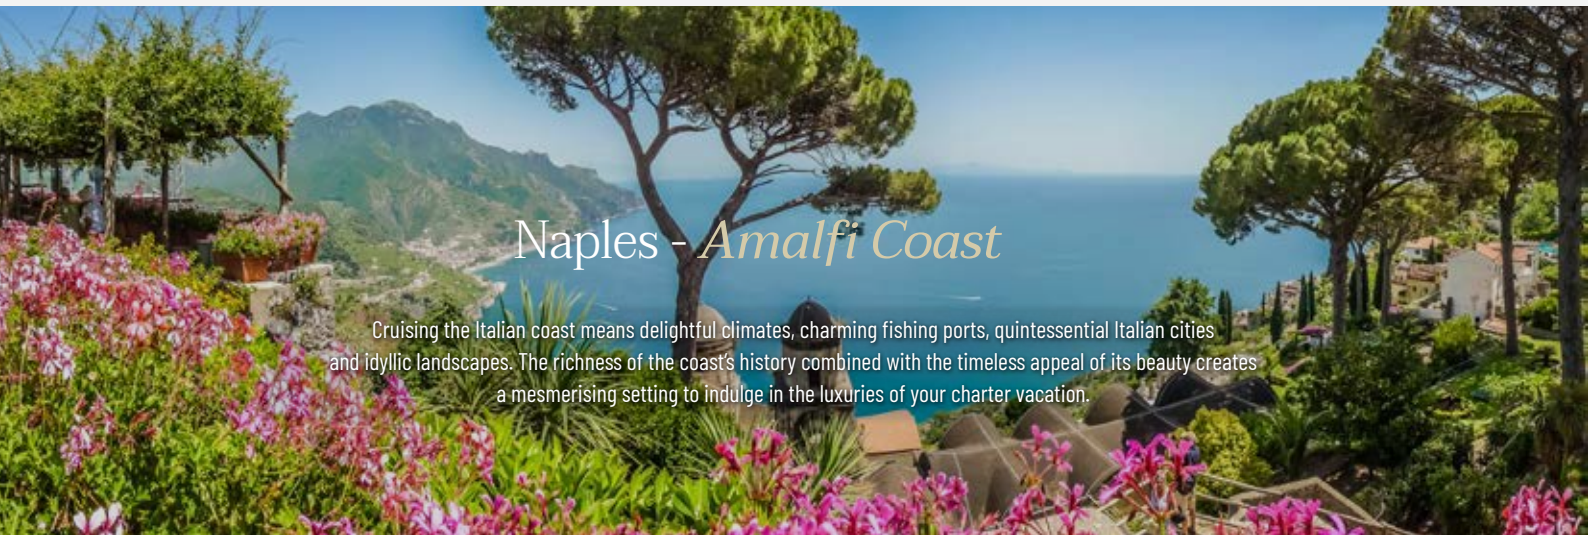 Naples - Amalfi Coast
Cruising the Italian coast means delightful climates, charming fishing ports, quintessential Italian cities
and idyllic landscapes. The richness of the coast's history combined with the timeless appeal of its beauty creates
a mesmerising setting to indulge in the luxuries of your charter vacation.